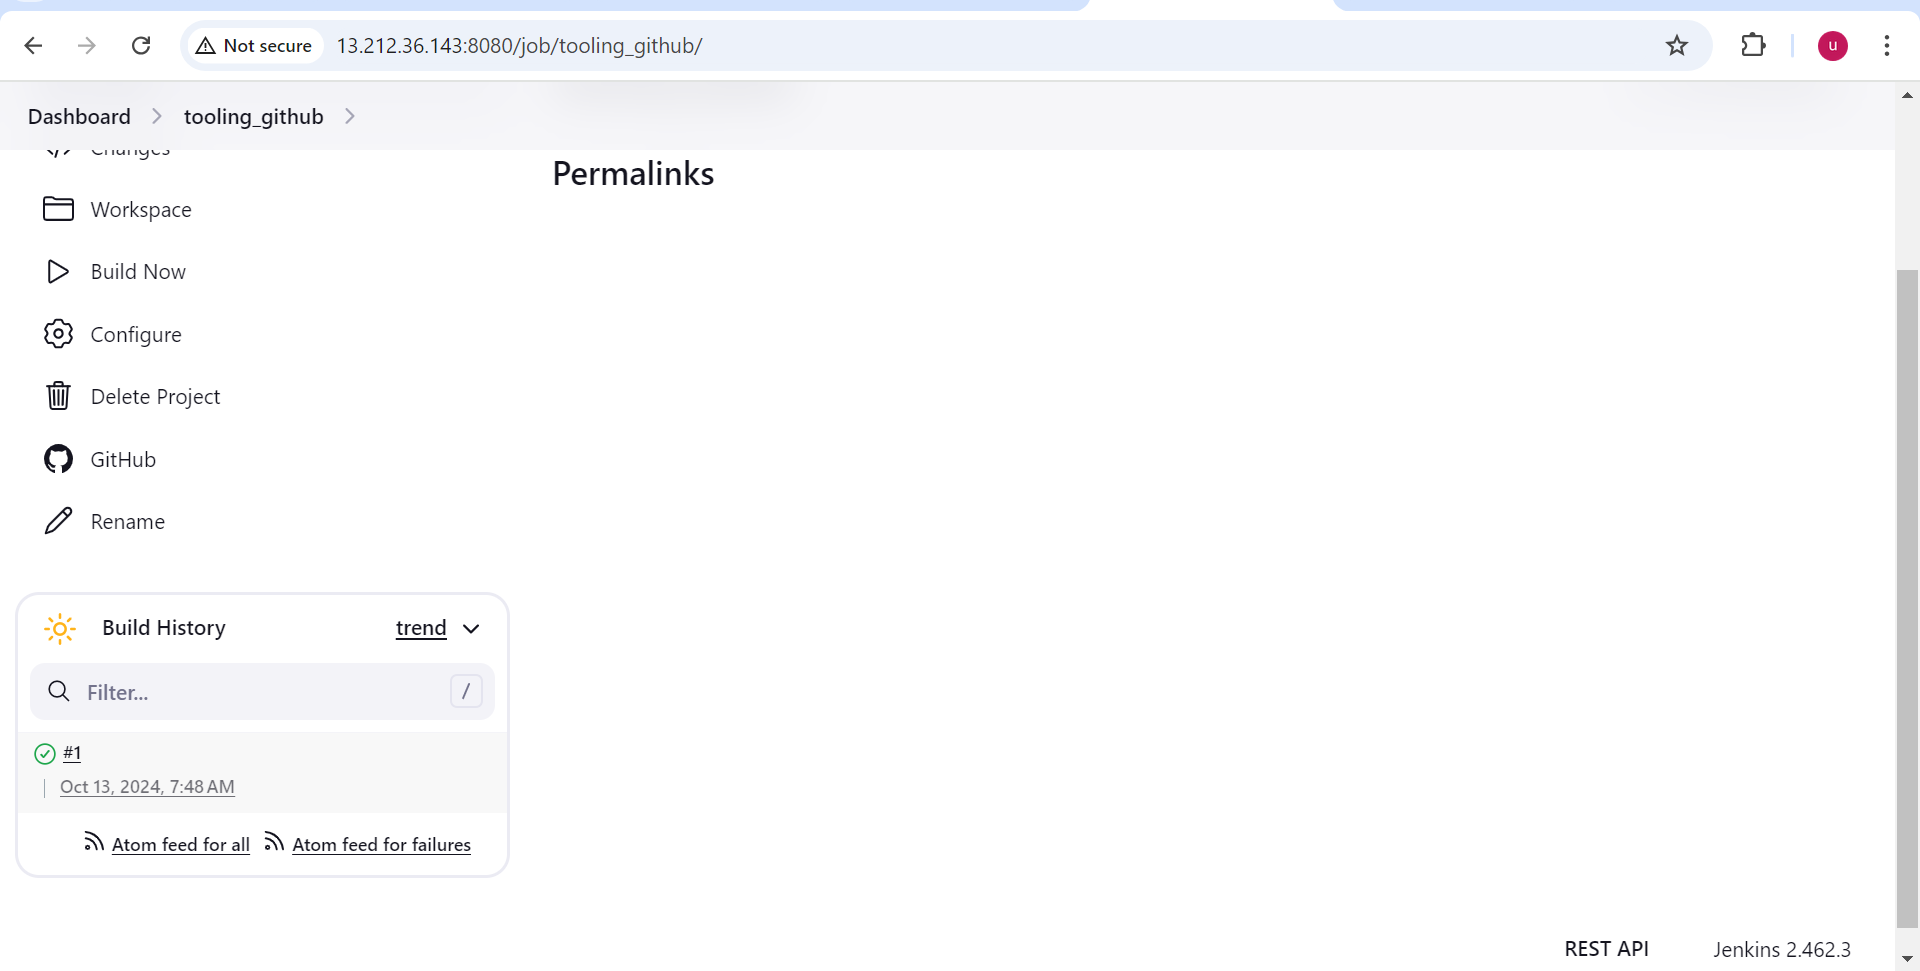 Not secure 13.212.36.143:8080/job/tooling_github/ u
Dashboard tooling_github
Changes
Permalinks
Workspace
Build Now
Configure
Delete Project
GitHub
Rename
Build History trend
Filter... /
#1
Oct 13, 2024, 7:48 AM
Atom feed for all Atom feed for failures
REST API Jenkins 2.462.3